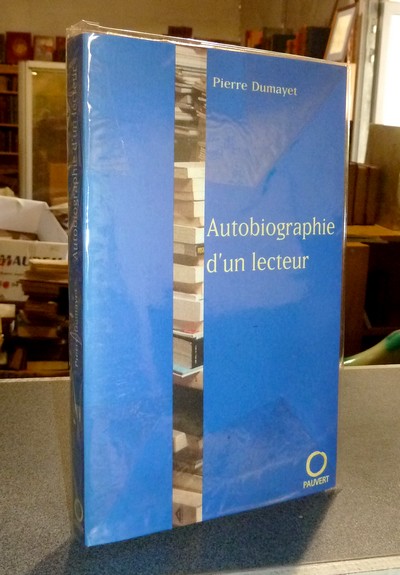 Pierre Dumayet
Autobiographie
d'un lecteur
PAUVERT
Autobiographie d'un lecteur
Pierre Dumayet